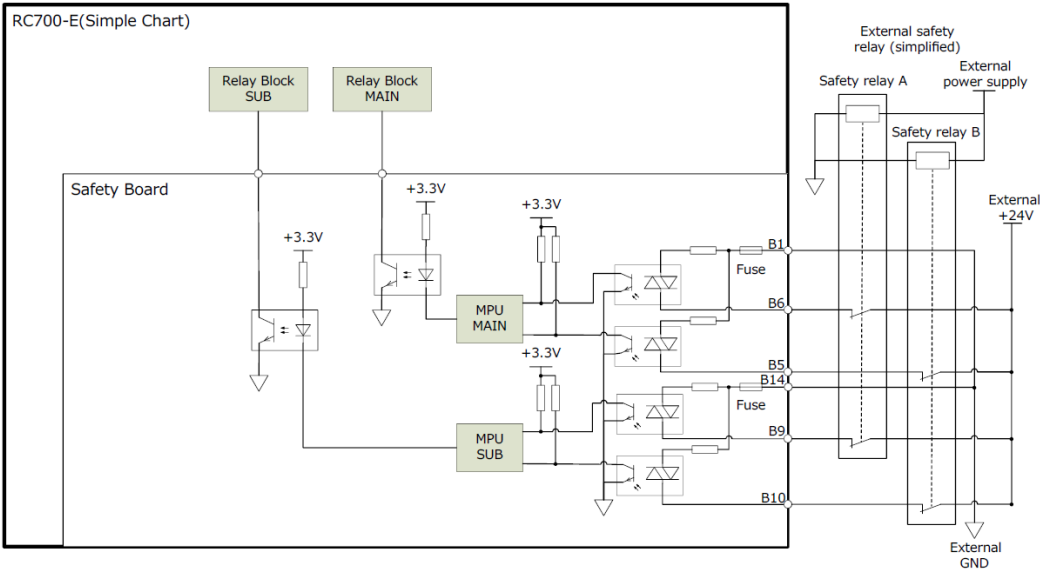 RC700-E(Simple Chart)
External safety
relay (simplified)
External
power supply
Safety relay A
Relay Block
SUB
Relay Block
MAIN
Safety relay B
Safety Board
+3.3V
+3.3V
External
+24V
+3.3V
B1
Fuse
MPU
MAIN
B6
+3.3V
B5
B14
Fuse
MPU
SUB
B9
B10
External
GND